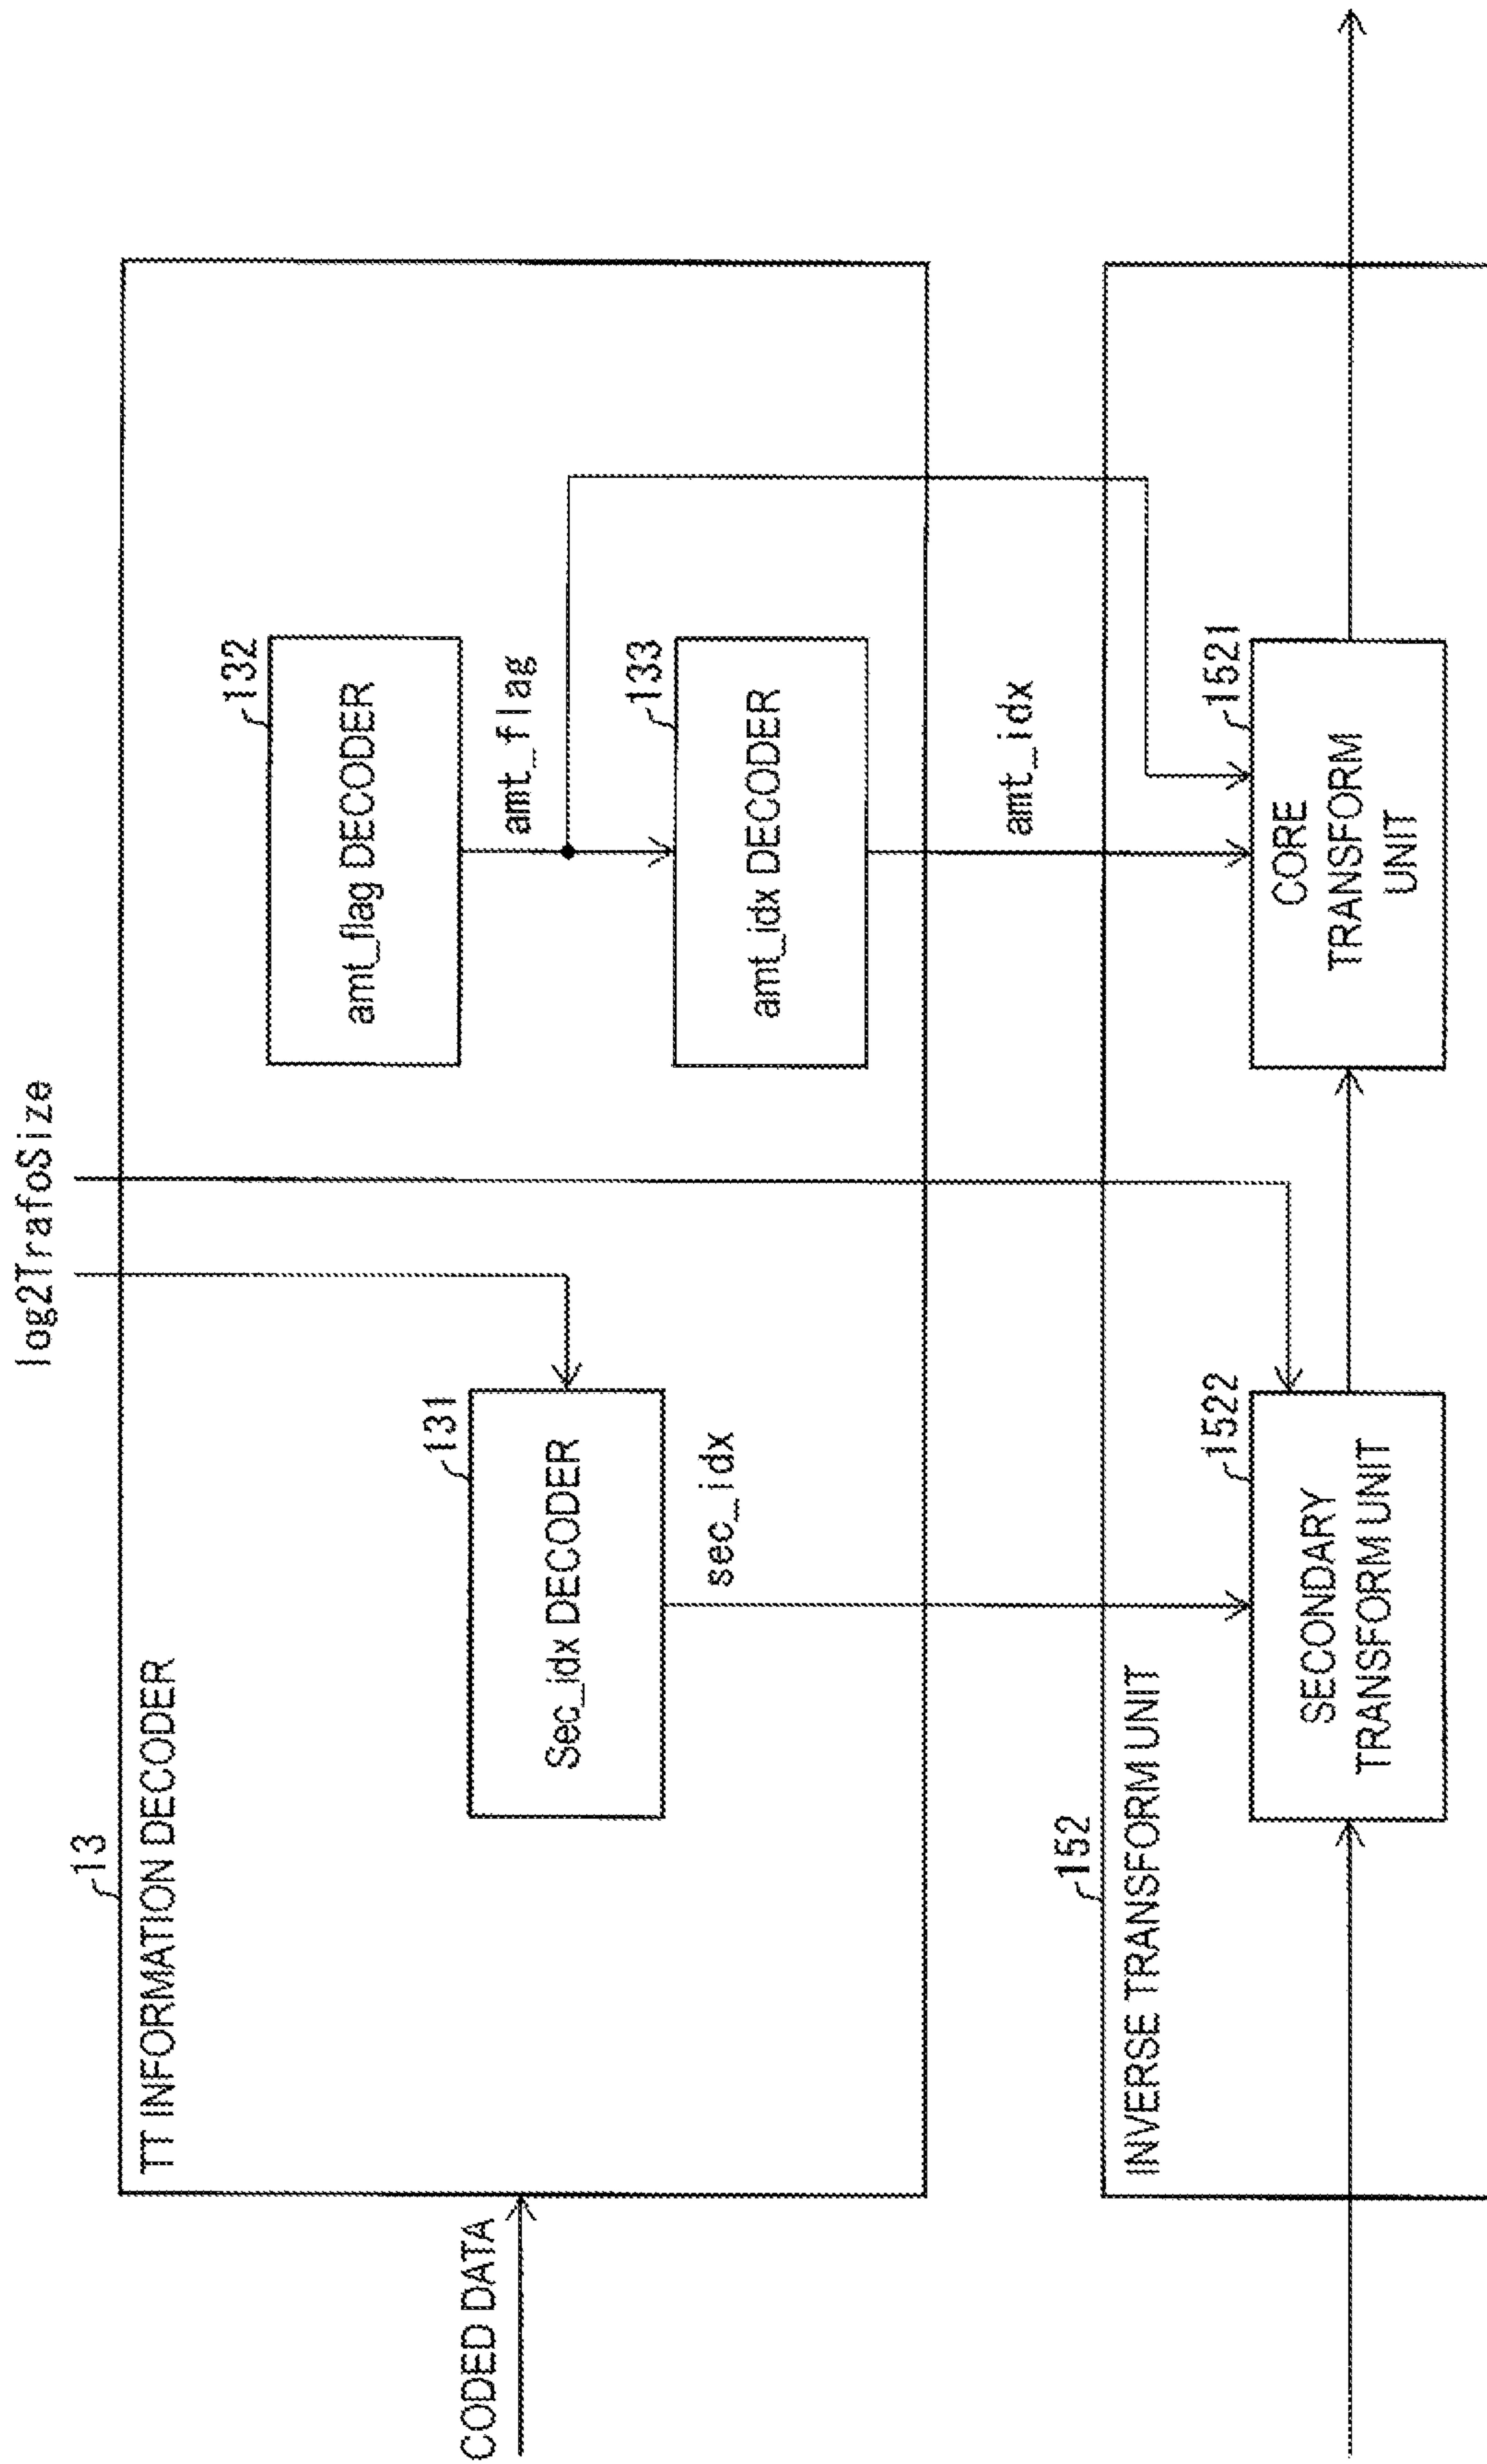 log2TrafoSize
13
TT INFORMATION DECODER
CODED DATA
131
Sec_idx DECODER
sec_idx
132
amt_flag DECODER
amt_flag
133
amt_idx DECODER
amt_idx
152
INVERSE TRANSFORM UNIT
1522
SECONDARY
TRANSFORM UNIT
1521
CORE
TRANSFORM
UNIT